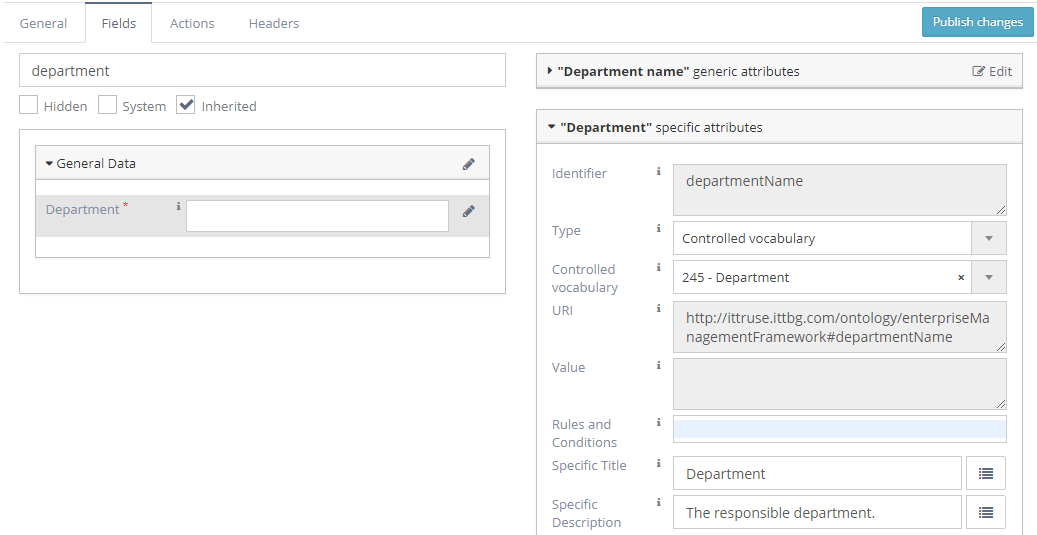 General
Fields
Actions
Headers
Publish changes
department
Hidden
System
Inherited
General Data
Department *
"Department name" generic attributes
Edit
"Department" specific attributes
Identifier
departmentName
Type
Controlled vocabulary
Controlled
vocabulary
245 - Department
×
URI
http://ittruse.ittbg.com/ontology/enterpriseMa
nagementFramework#departmentName
Value
Rules and
Conditions
Specific Title
Department
Specific
Description
The responsible department.